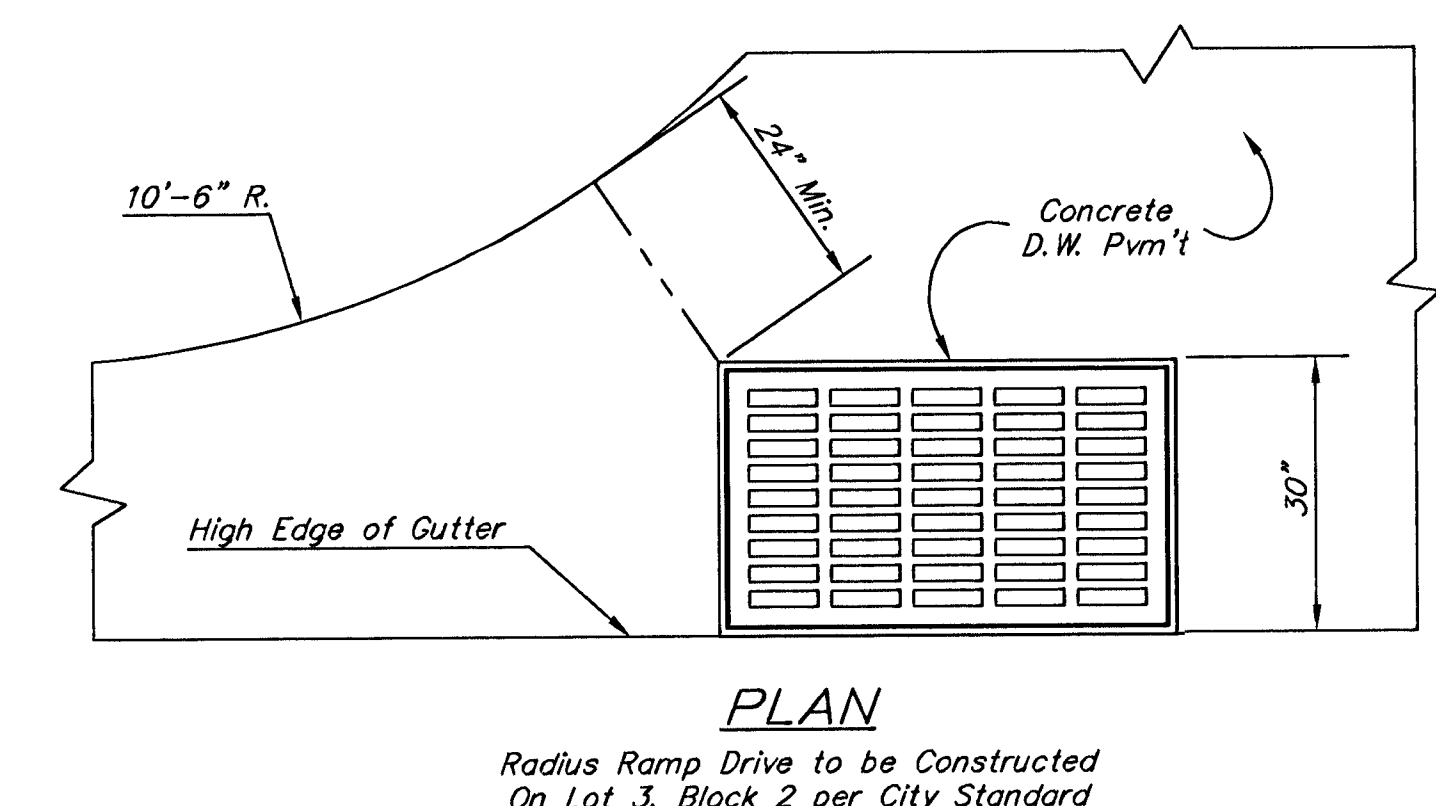 10'-6" R.
24" Min.
Concrete
D.W. Pvm't
30"
High Edge of Gutter
PLAN
Radius Ramp Drive to be Constructed
On Lot 3, Block 2 per City Standard